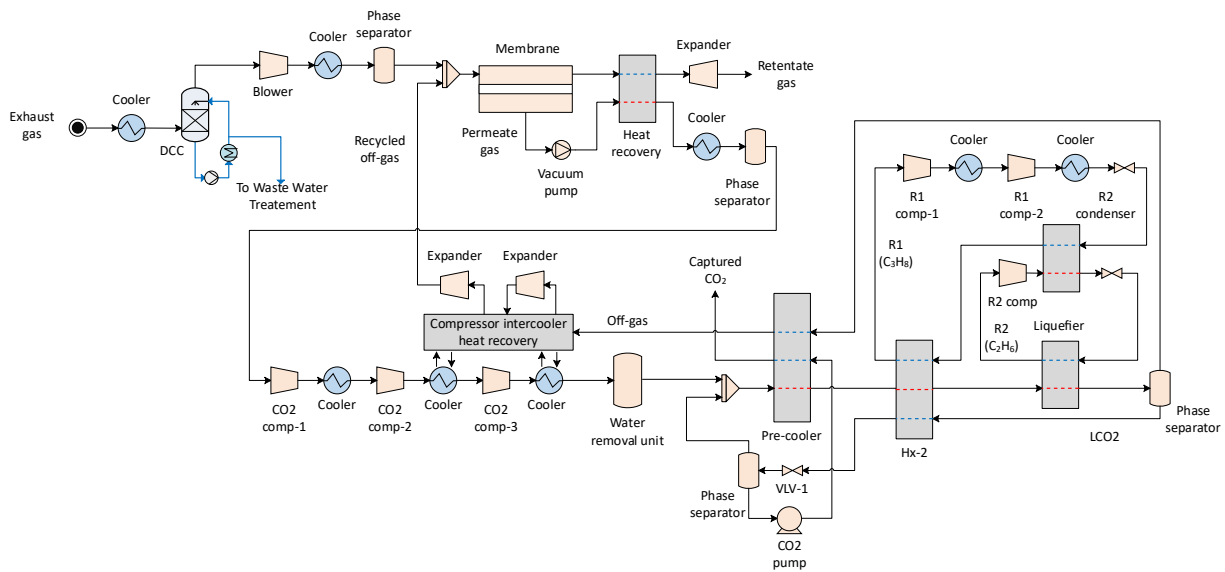 Phase
separator
Cooler
Membrane
Expander
Blower
Retentate
gas
Cooler
Exhaust
gas
DCC
Recycled
off-gas
Permeate
gas
Heat
recovery
Cooler
Vacuum
pump
Phase
separator
To Waste Water
Treatement
Cooler
Cooler
R1
comp-1
R1
comp-2
R2
condenser
R1
(C₃H₈)
R2 comp
Expander
Expander
Captured
CO₂
Compressor intercooler
heat recovery
Off-gas
R2
(C₂H₆)
Liquefier
CO2
comp-1
Cooler
CO2
comp-2
Cooler
CO2
comp-3
Cooler
Water
removal unit
Pre-cooler
Hx-2
LCO2
Phase
separator
Phase
separator
VLV-1
CO2
pump